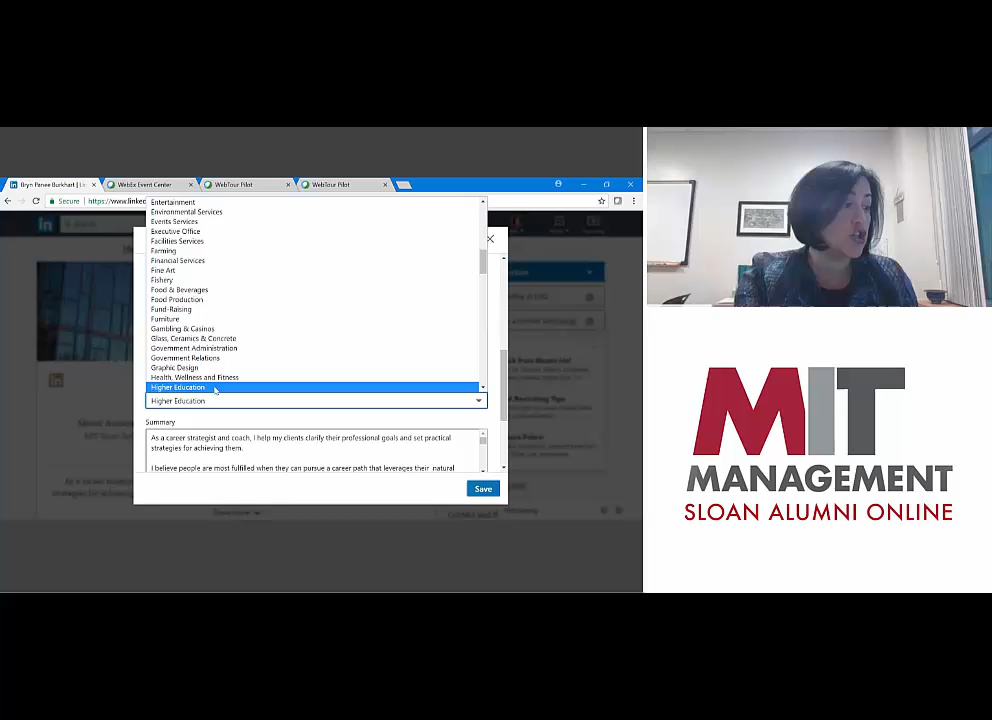 Bryn Panee Burkhart | Li
WebEx Event Center
WebTour Pilot
WebTour Pilot
Secure
https://www.linked
Entertainment
Environmental Services
Events Services
Executive Office
Facilities Services
Farming
Financial Services
Fine Art
Fishery
Food & Beverages
Food Production
Fund-Raising
Furniture
Gambling & Casinos
Glass, Ceramics & Concrete
Government Administration
Government Relations
Graphic Design
Health, Wellness and Fitness
Higher Education
Higher Education
Summary
As a career strategist and coach, I help my clients clarify their professional goals and set practical
strategies for achieving them.
I believe people are most fulfilled when they can pursue a career path that leverages their natural
Save
in
MIT
MANAGEMENT
SLOAN ALUMNI ONLINE